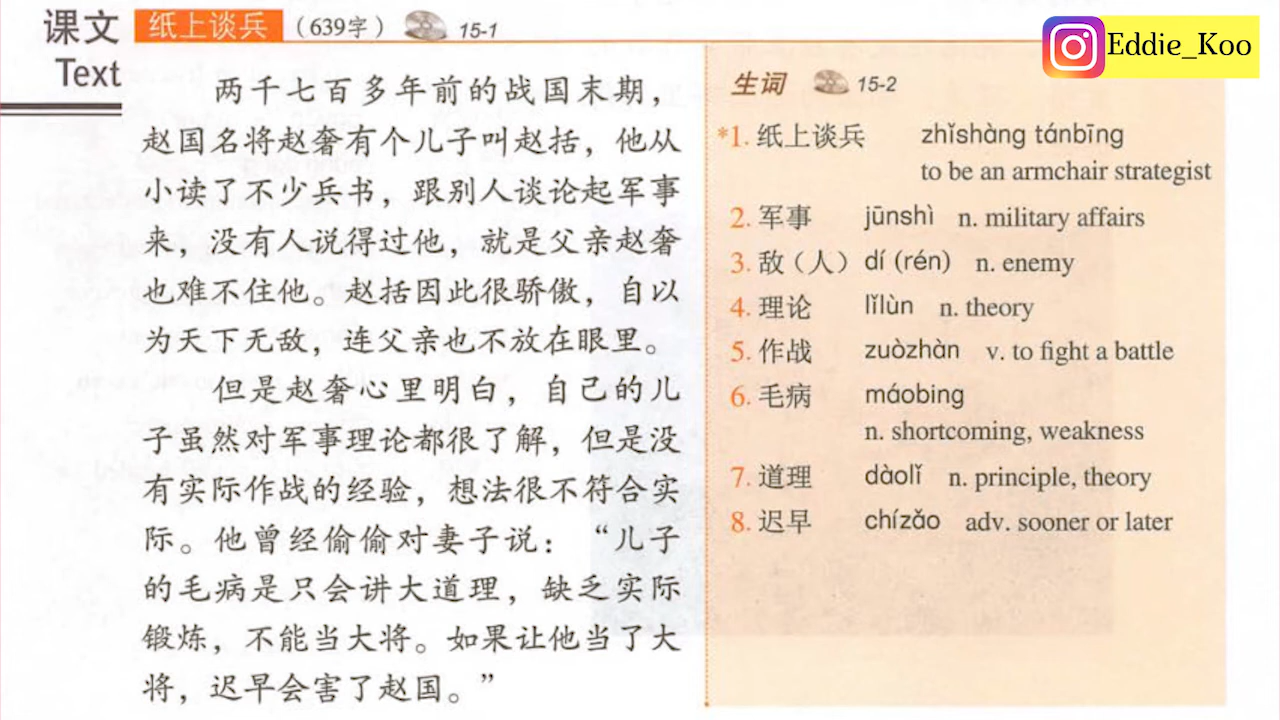 课文 纸上谈兵 （639字） 15-1
Text
两千七百多年前的战国末期，
赵国名将赵奢有个儿子叫赵括，他从
小读了不少兵书，跟别人谈论起军事
来，没有人说得过他，就是父亲赵奢
也难不住他。赵括因此很骄傲，自以
为天下无敌，连父亲也不放在眼里。
但是赵奢心里明白，自己的儿
子虽然对军事理论都很了解，但是没
有实际作战的经验，想法很不符合实
际。他曾经偷偷对妻子说：“儿子
的毛病是只会讲大道理，缺乏实际
锻炼，不能当大将。如果让他当了大
将，迟早会害了赵国。”
Eddie_Koo
生词 15-2
*1. 纸上谈兵 zhǐshàng tánbīng
to be an armchair strategist
2. 军事 jūnshì n. military affairs
3. 敌（人） dí (rén) n. enemy
4. 理论 lǐlùn n. theory
5. 作战 zuòzhàn v. to fight a battle
6. 毛病 máobing
n. shortcoming, weakness
7. 道理 dàolǐ n. principle, theory
8. 迟早 chízǎo adv. sooner or later